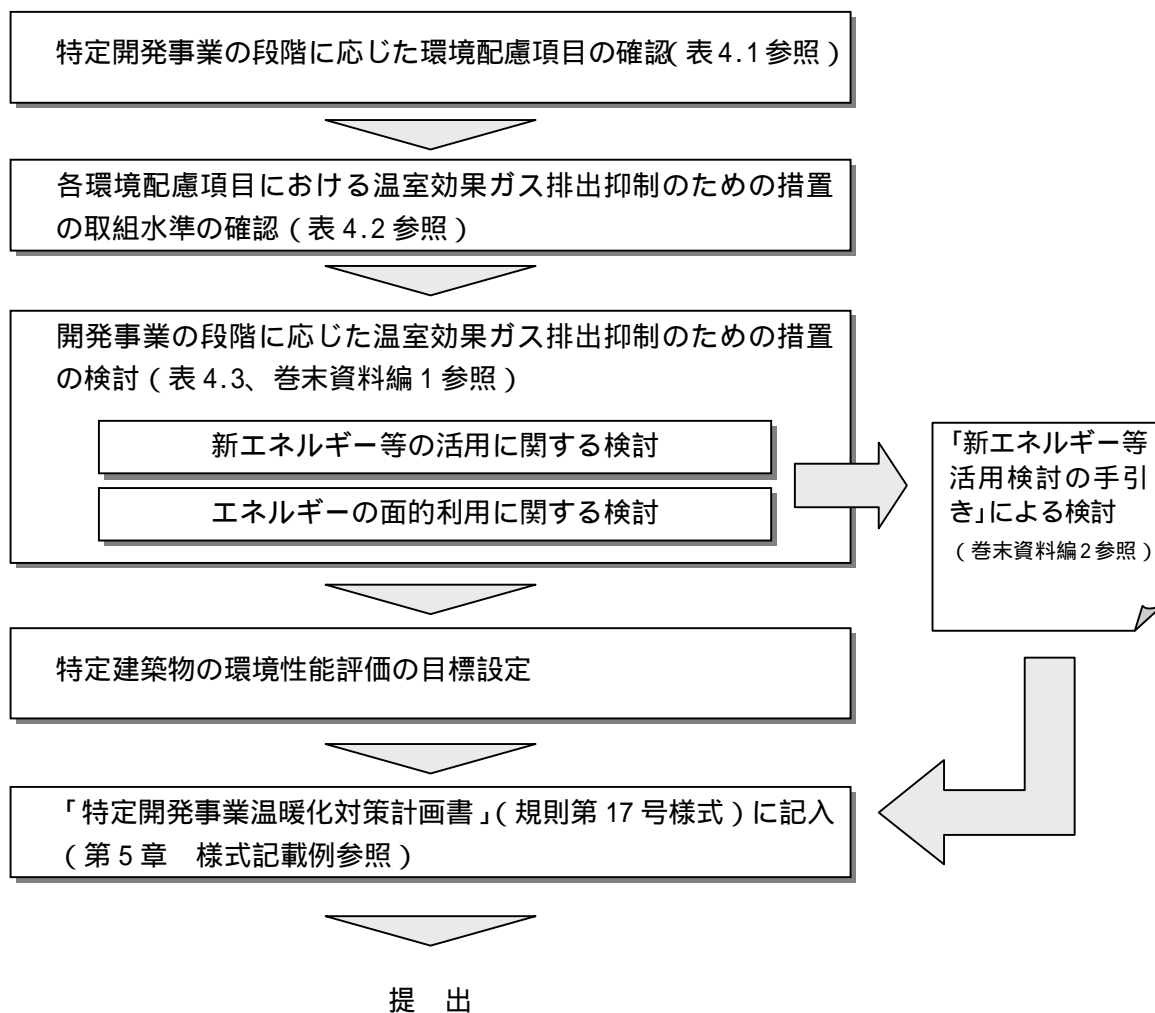 特定開発事業の段階に応じた環境配慮項目の確認（表4.1参照）
各環境配慮項目における温室効果ガス排出抑制のための措置
の取組水準の確認（表4.2参照）
開発事業の段階に応じた温室効果ガス排出抑制のための措置
の検討（表4.3、巻末資料編1参照）
新エネルギー等の活用に関する検討
エネルギーの面的利用に関する検討
「新エネルギー等
活用検討の手引
き」による検討
（巻末資料編2参照）
特定建築物の環境性能評価の目標設定
「特定開発事業温暖化対策計画書」（規則第17号様式）に記入
（第5章　様式記載例参照）
提　出